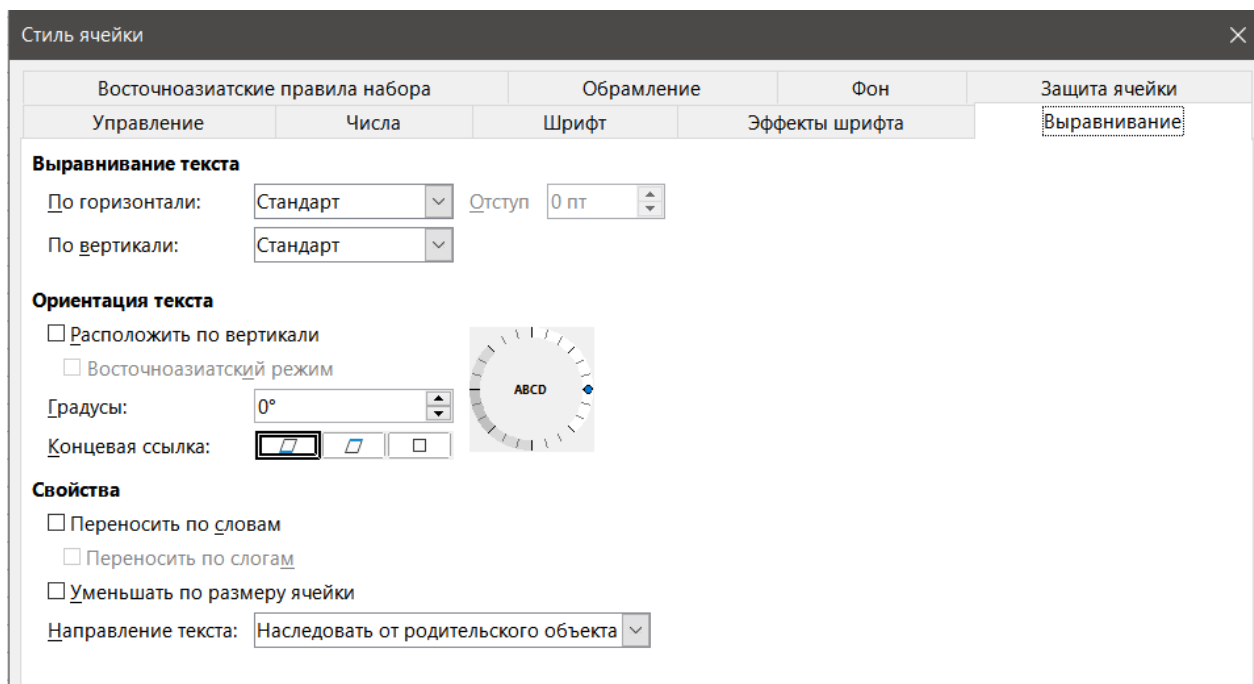 Стиль ячейки
Восточноазиатские правила набора Обрамление Фон Защита ячейки
Управление Числа Шрифт Эффекты шрифта Выравнивание
Выравнивание текста
По горизонтали: Стандарт Отступ 0 пт
По вертикали: Стандарт
Ориентация текста
Расположить по вертикали
Восточноазиатский режим
ABCD
Градусы: 0°
Концевая ссылка:
Свойства
Переносить по словам
Переносить по слогам
Уменьшать по размеру ячейки
Направление текста: Наследовать от родительского объекта